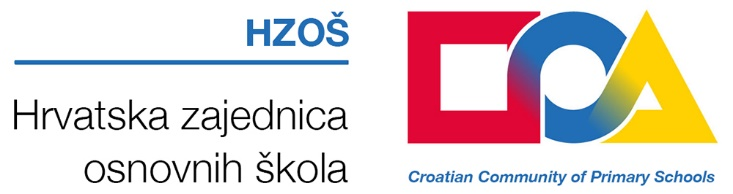 HZOŠ
Hrvatska zajednica
osnovnih škola
Croatian Community of Primary Schools